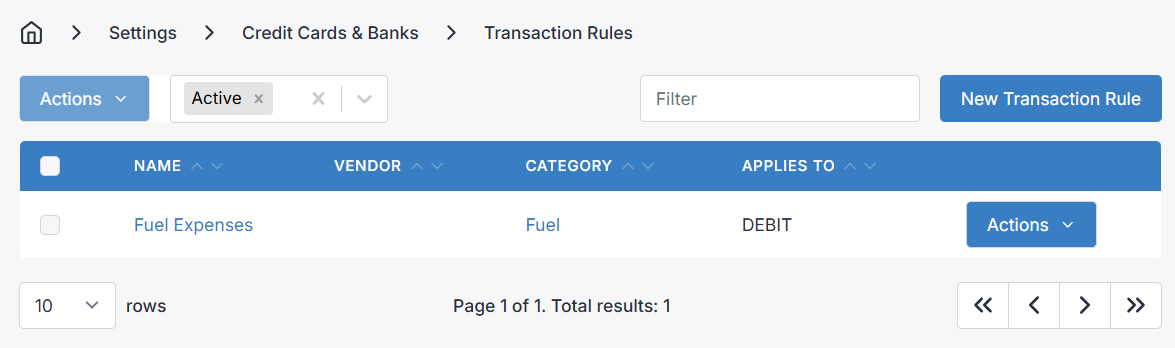 Settings Credit Cards & Banks Transaction Rules
Actions Active Filter New Transaction Rule
NAME VENDOR CATEGORY APPLIES TO
Fuel Expenses Fuel DEBIT Actions
10 rows Page 1 of 1. Total results: 1